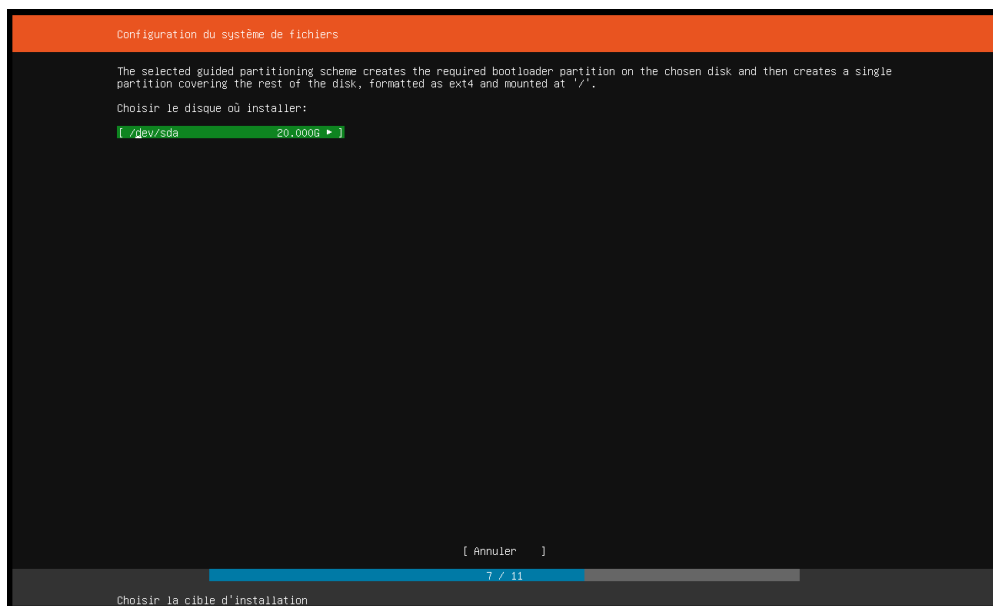 Configuration du système de fichiers
The selected guided partitioning scheme creates the required bootloader partition on the chosen disk and then creates a single
partition covering the rest of the disk, formatted as ext4 and mounted at '/'.
Choisir le disque où installer:
[ /dev/sda 20.000G ► ]
[ Annuler ]
7 / 11
Choisir la cible d'installation